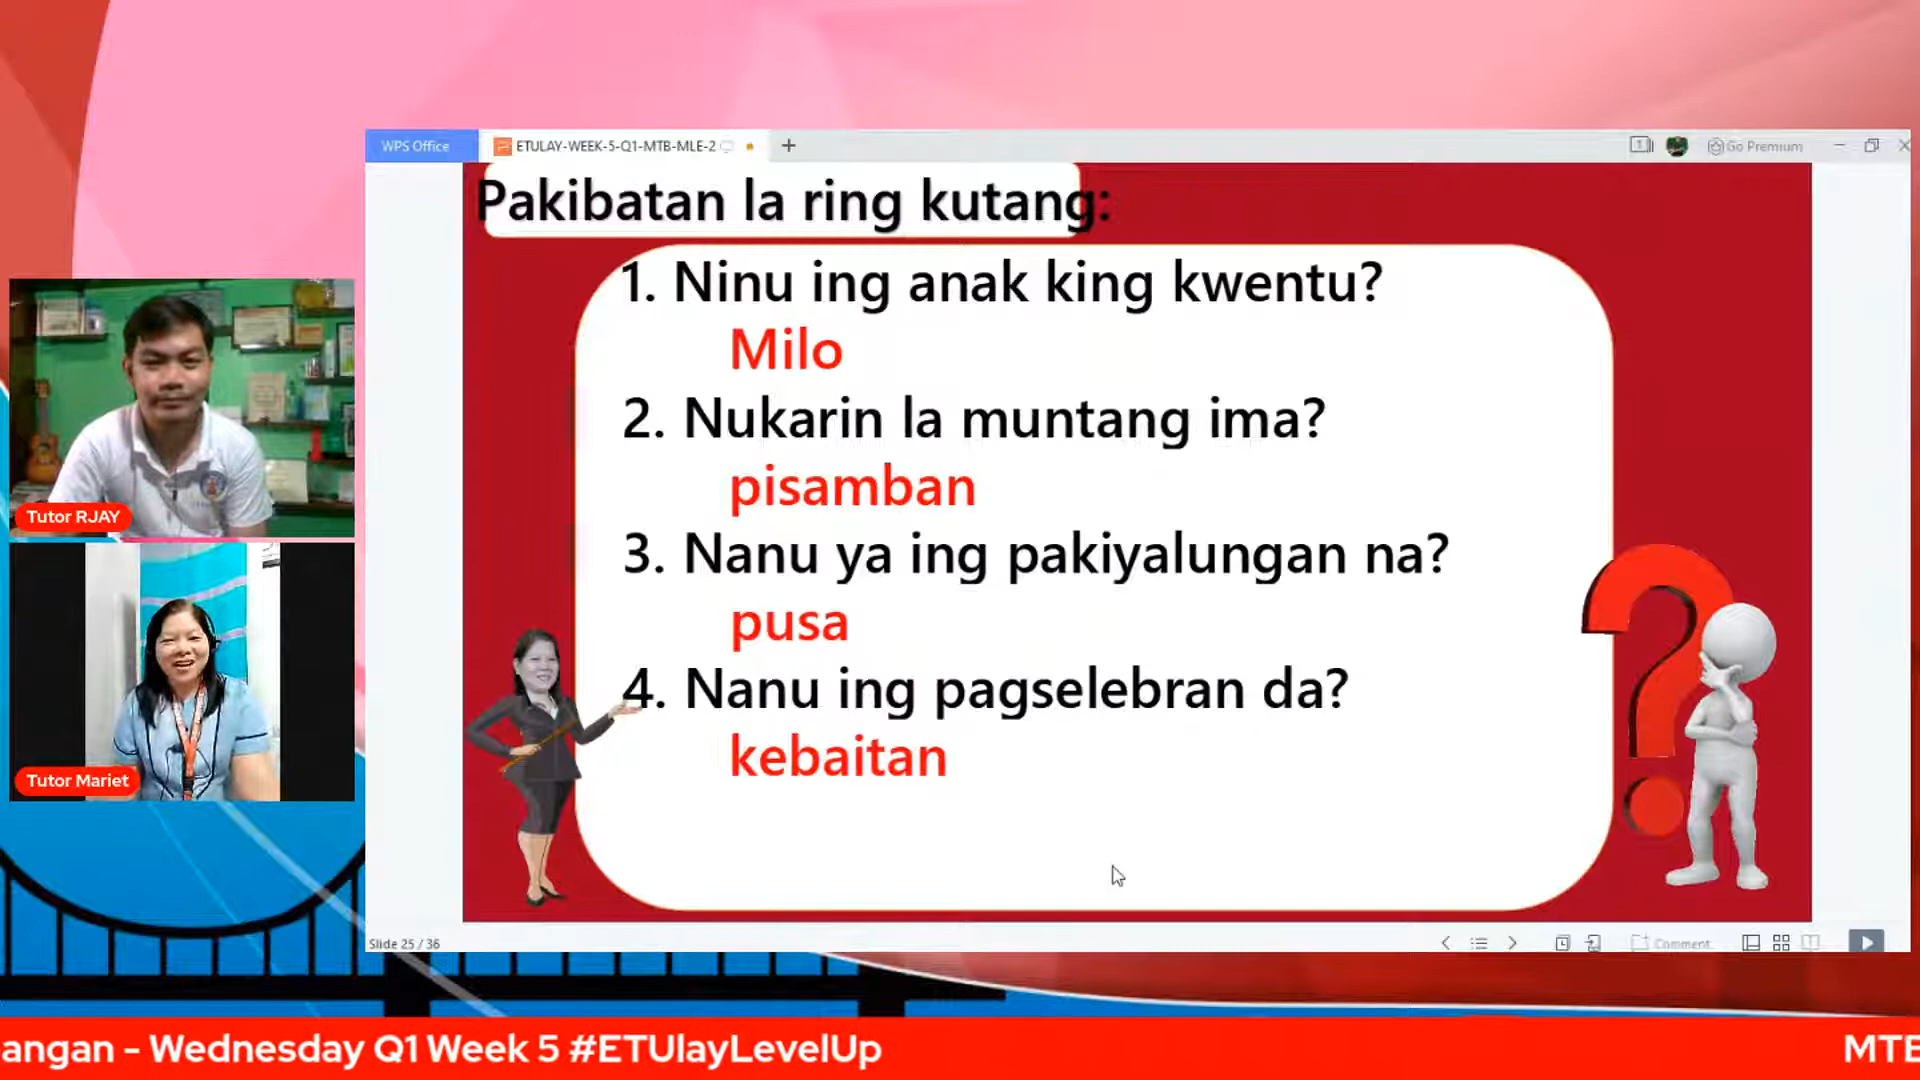 WPS Office
ETULAY-WEEK-5-Q1-MTB-MLE-2
Go Premium
Pakibatan la ring kutang:
1. Ninu ing anak king kwentu?
Milo
2. Nukarin la muntang ima?
pisamban
3. Nanu ya ing pakiyalungan na?
pusa
4. Nanu ing pagselebran da?
kebaitan
Tutor RJAY
Tutor Mariet
Slide 25 / 36
Comment
angan - Wednesday Q1 Week 5 #ETUlayLevelUp
MTB